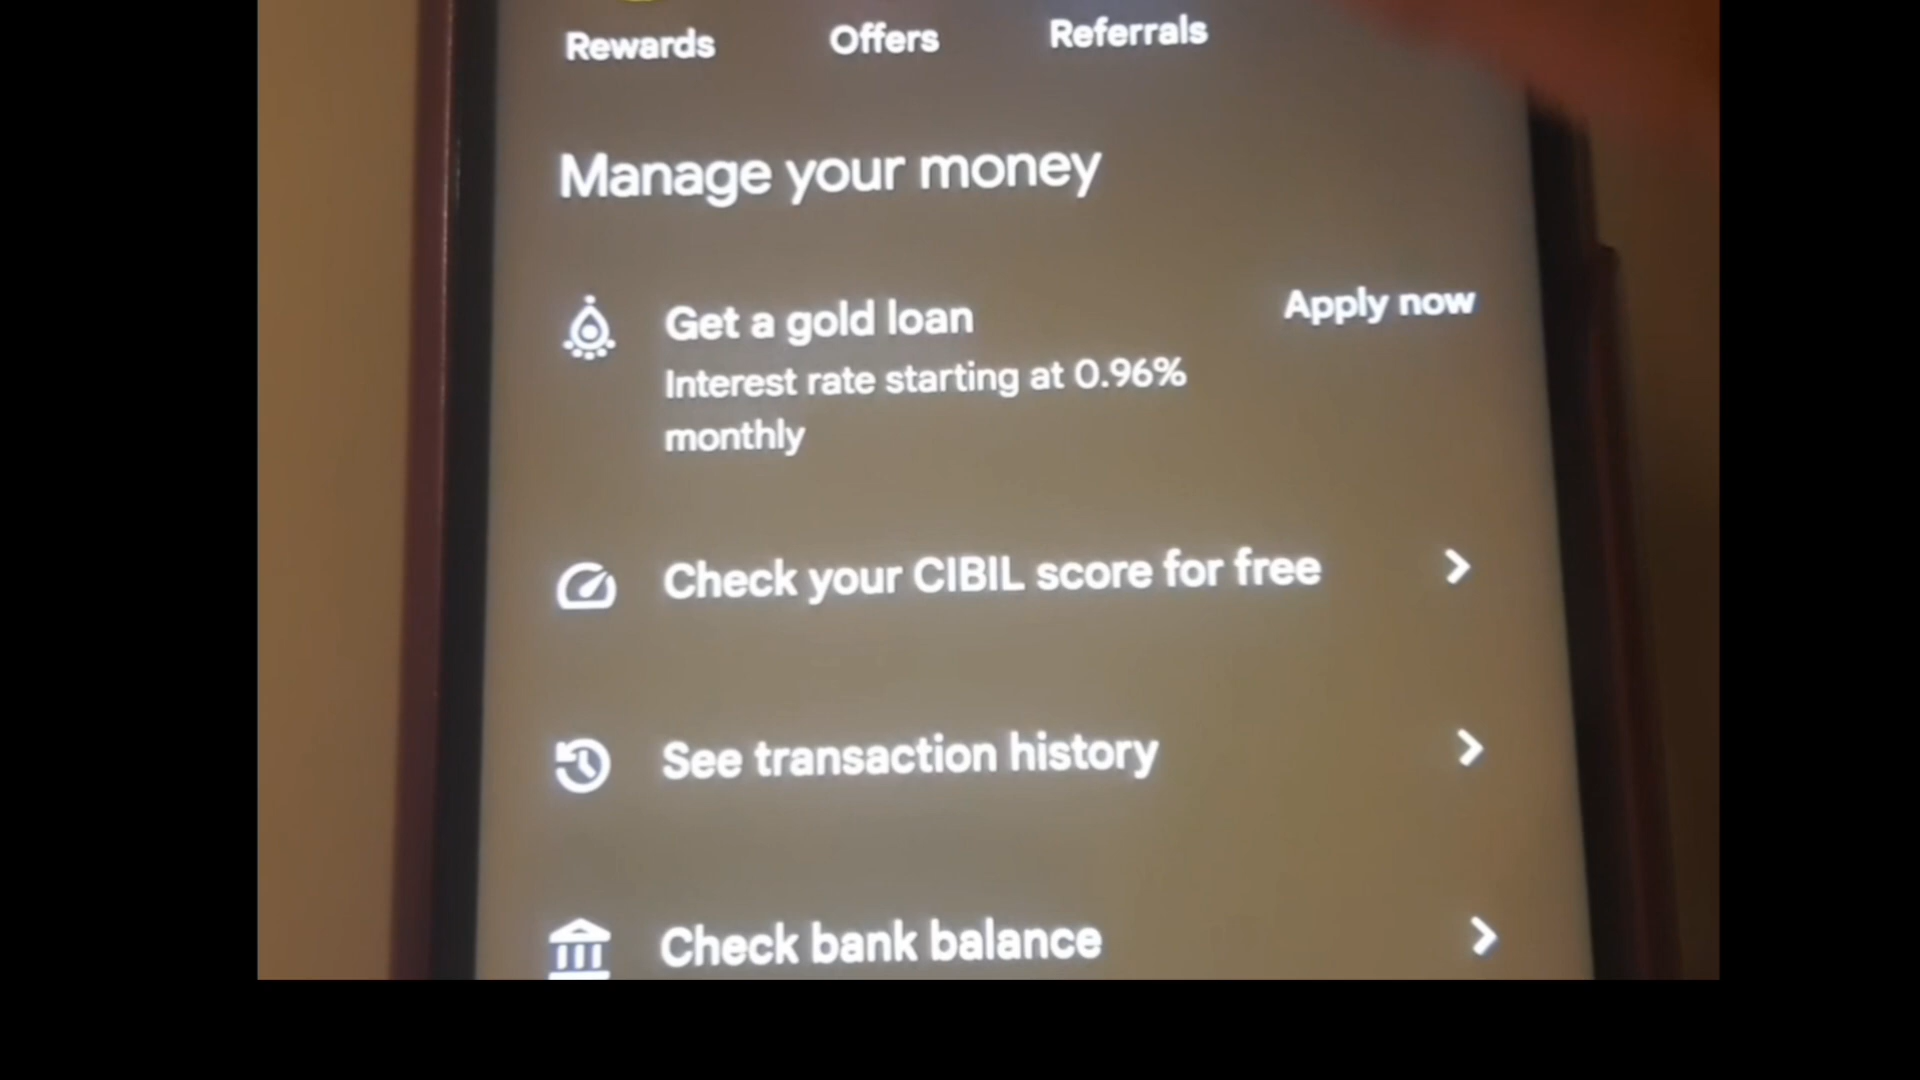 Rewards Offers Referrals
Manage your money
Get a gold loan Apply now
Interest rate starting at 0.96%
monthly
Check your CIBIL score for free
See transaction history
Check bank balance